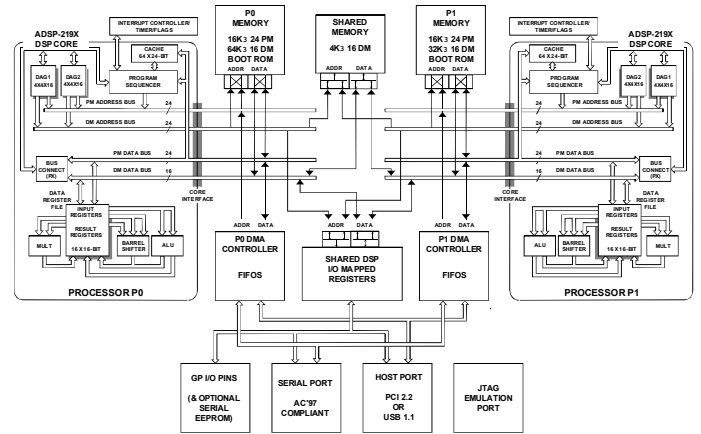 ADSP-219X
DSP CORE
INTERRUPT CONTROLLER/
TIMER/FLAGS
CACHE
64 X 24-BIT
DAG1
4X4X16
DAG2
4X4X16
PROGRAM
SEQUENCER
PM ADDRESS BUS
24
DM ADDRESS BUS
24
PM DATA BUS
24
DM DATA BUS
16
BUS
CONNECT
(PX)
DATA
REGISTER
FILE
INPUT
REGISTERS
RESULT
REGISTERS
16 X 16-BIT
MULT
BARREL
SHIFTER
ALU
PROCESSOR P0
CORE
INTERFACE
P0
MEMORY
16K3 24 PM
64K3 16 DM
BOOT ROM
ADDR
DATA
SHARED
MEMORY
4K3 16 DM
ADDR
DATA
P1
MEMORY
16K3 24 PM
32K3 16 DM
BOOT ROM
ADDR
DATA
ADDR
DATA
P0 DMA
CONTROLLER
FIFOS
ADDR
DATA
SHARED DSP
I/O MAPPED
REGISTERS
ADDR
DATA
P1 DMA
CONTROLLER
FIFOS
INTERRUPT CONTROLLER/
TIMER/FLAGS
ADSP-219X
DSP CORE
CACHE
64 X 24-BIT
PROGRAM
SEQUENCER
DAG1
4X4X16
DAG2
4X4X16
24
PM ADDRESS BUS
24
DM ADDRESS BUS
24
PM DATA BUS
16
DM DATA BUS
BUS
CONNECT
(PX)
CORE
INTERFACE
DATA
REGISTER
FILE
INPUT
REGISTERS
RESULT
REGISTERS
16 X 16-BIT
ALU
BARREL
SHIFTER
MULT
PROCESSOR P1
GP I/O PINS
(& OPTIONAL
SERIAL
EEPROM)
SERIAL PORT
AC'97
COMPLIANT
HOST PORT
PCI 2.2
OR
USB 1.1
JTAG
EMULATION
PORT